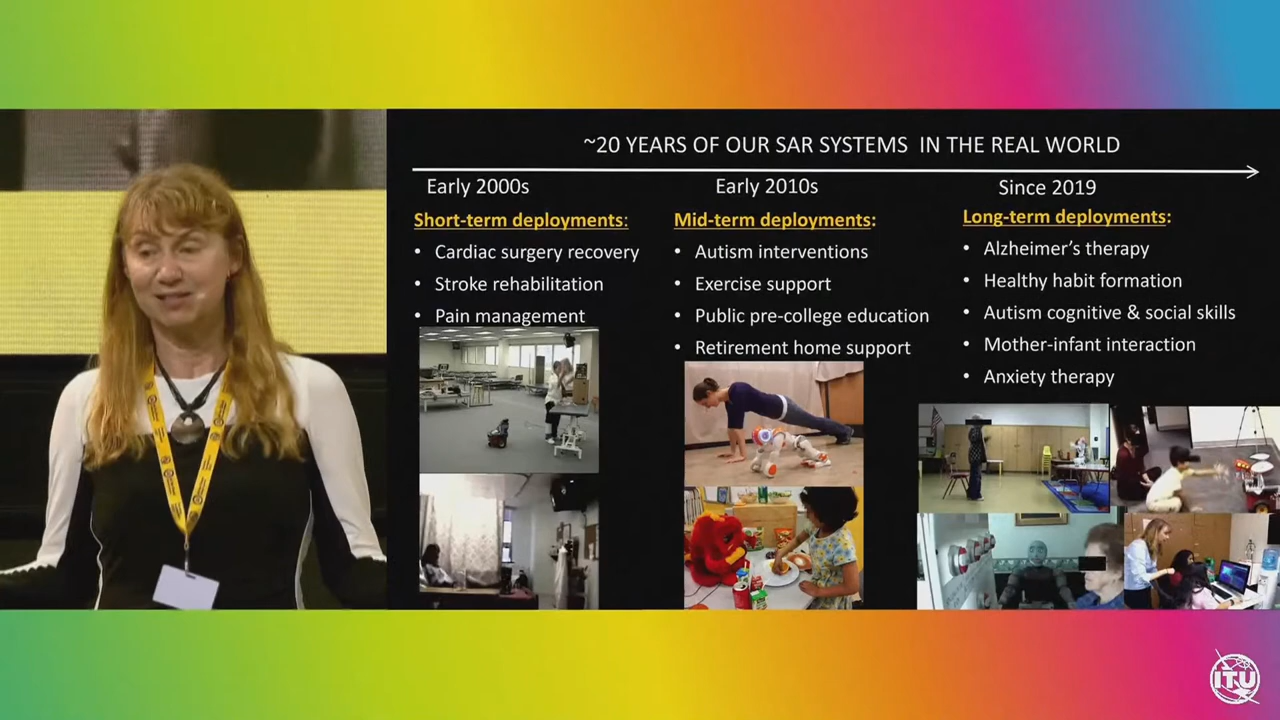 ~20 YEARS OF OUR SAR SYSTEMS IN THE REAL WORLD
Early 2000s
Short-term deployments:
• Cardiac surgery recovery
• Stroke rehabilitation
• Pain management
Early 2010s
Mid-term deployments:
• Autism interventions
• Exercise support
• Public pre-college education
• Retirement home support
Since 2019
Long-term deployments:
• Alzheimer's therapy
• Healthy habit formation
• Autism cognitive & social skills
• Mother-infant interaction
• Anxiety therapy
ITU